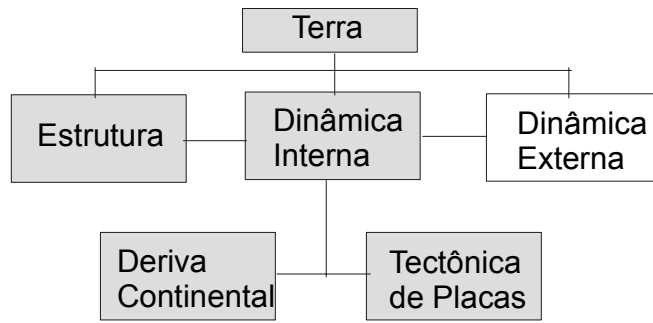 Terra
Estrutura
Dinâmica
Interna
Dinâmica
Externa
Deriva
Continental
Tectônica
de Placas